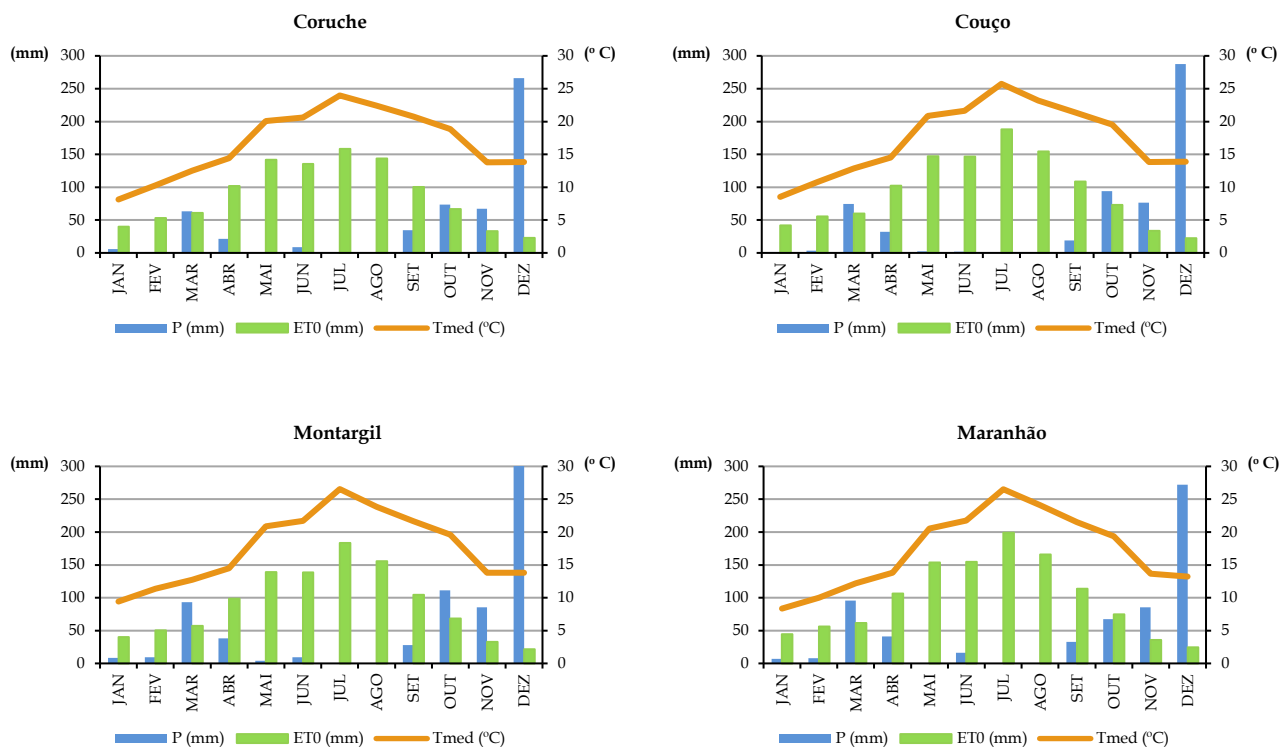 Coruche
(mm) (º C)
300 30
250 25
200 20
150 15
100 10
50 5
0 0
JAN FEV MAR ABR MAI JUN JUL AGO SET OUT NOV DEZ
P (mm) ET0 (mm) Tmed (ºC)
Couço
(mm) (º C)
300 30
250 25
200 20
150 15
100 10
50 5
0 0
JAN FEV MAR ABR MAI JUN JUL AGO SET OUT NOV DEZ
P (mm) ET0 (mm) Tmed (ºC)
Montargil
(mm) (º C)
300 30
250 25
200 20
150 15
100 10
50 5
0 0
JAN FEV MAR ABR MAI JUN JUL AGO SET OUT NOV DEZ
P (mm) ET0 (mm) Tmed (ºC)
Maranhão
(mm) (º C)
300 30
250 25
200 20
150 15
100 10
50 5
0 0
JAN FEV MAR ABR MAI JUN JUL AGO SET OUT NOV DEZ
P (mm) ET0 (mm) Tmed (ºC)